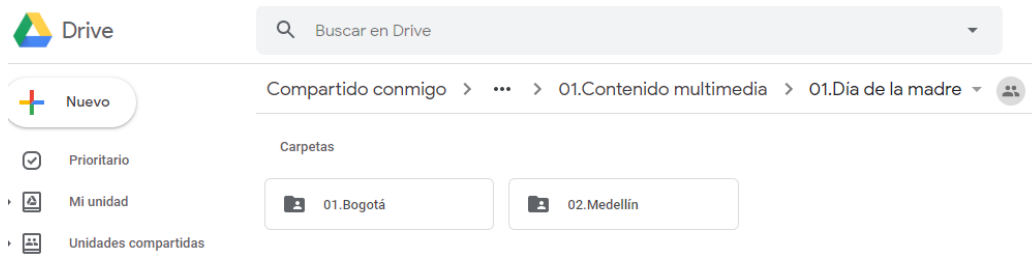 Drive
Buscar en Drive
Nuevo
Compartido conmigo > ••• > 01.Contenido multimedia > 01.Día de la madre
Prioritario
Mi unidad
Unidades compartidas
Carpetas
01.Bogotá
02.Medellín